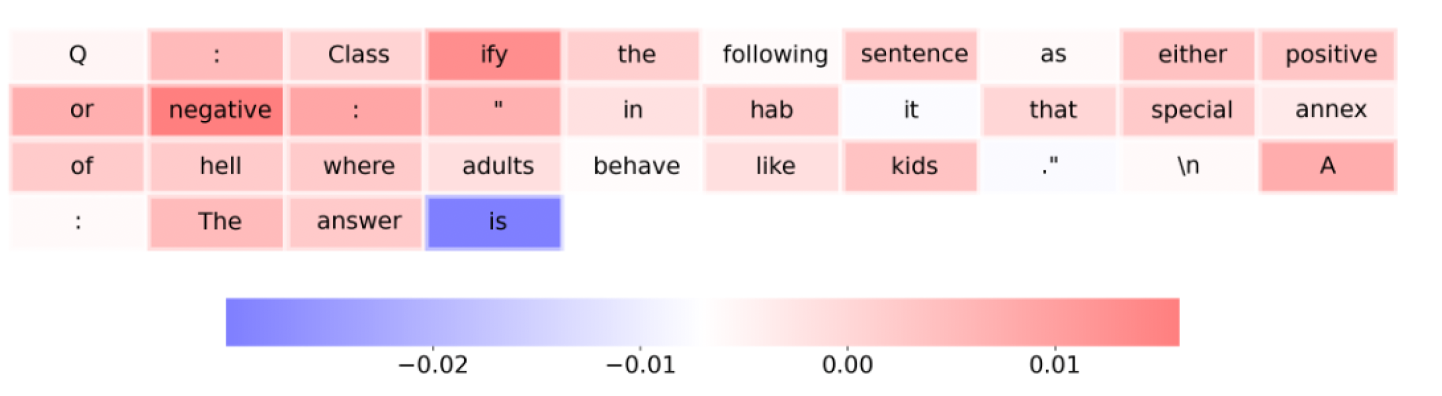 Q : Class ify the following sentence as either positive
or negative : " in hab it that special annex
of hell where adults behave like kids ." \n A
: The answer is
−0.02 −0.01 0.00 0.01